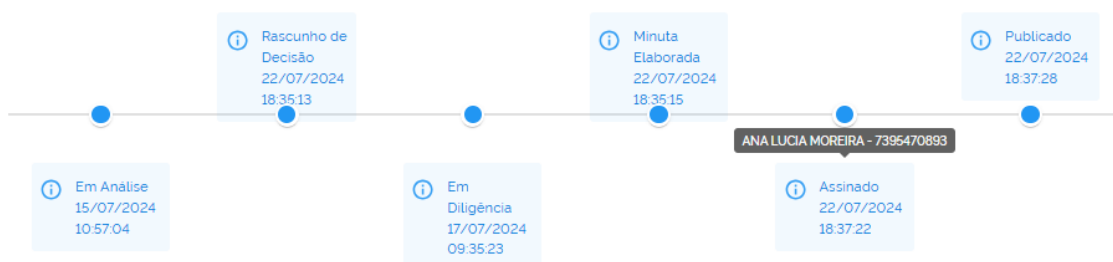 Rascunho de
Decisão
22/07/2024
18:35:13
Minuta
Elaborada
22/07/2024
18:35:15
Publicado
22/07/2024
18:37:28
ANA LUCIA MOREIRA - 7395470893
Em Análise
15/07/2024
10:57:04
Em
Diligência
17/07/2024
09:35:23
Assinado
22/07/2024
18:37:22